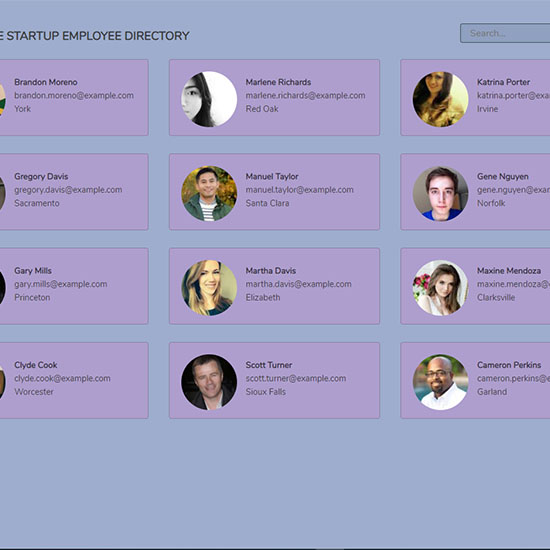 E STARTUP EMPLOYEE DIRECTORY
Search...
Brandon Moreno
brandon.moreno@example.com
York
Marlene Richards
marlene.richards@example.com
Red Oak
Katrina Porter
katrina.porter@exam
Irvine
Gregory Davis
gregory.davis@example.com
Sacramento
Manuel Taylor
manuel.taylor@example.com
Santa Clara
Gene Nguyen
gene.nguyen@exam
Norfolk
Gary Mills
gary.mills@example.com
Princeton
Martha Davis
martha.davis@example.com
Elizabeth
Maxine Mendoza
maxine.mendoza@e
Clarksville
Clyde Cook
clyde.cook@example.com
Worcester
Scott Turner
scott.turner@example.com
Sioux Falls
Cameron Perkins
cameron.perkins@e
Garland